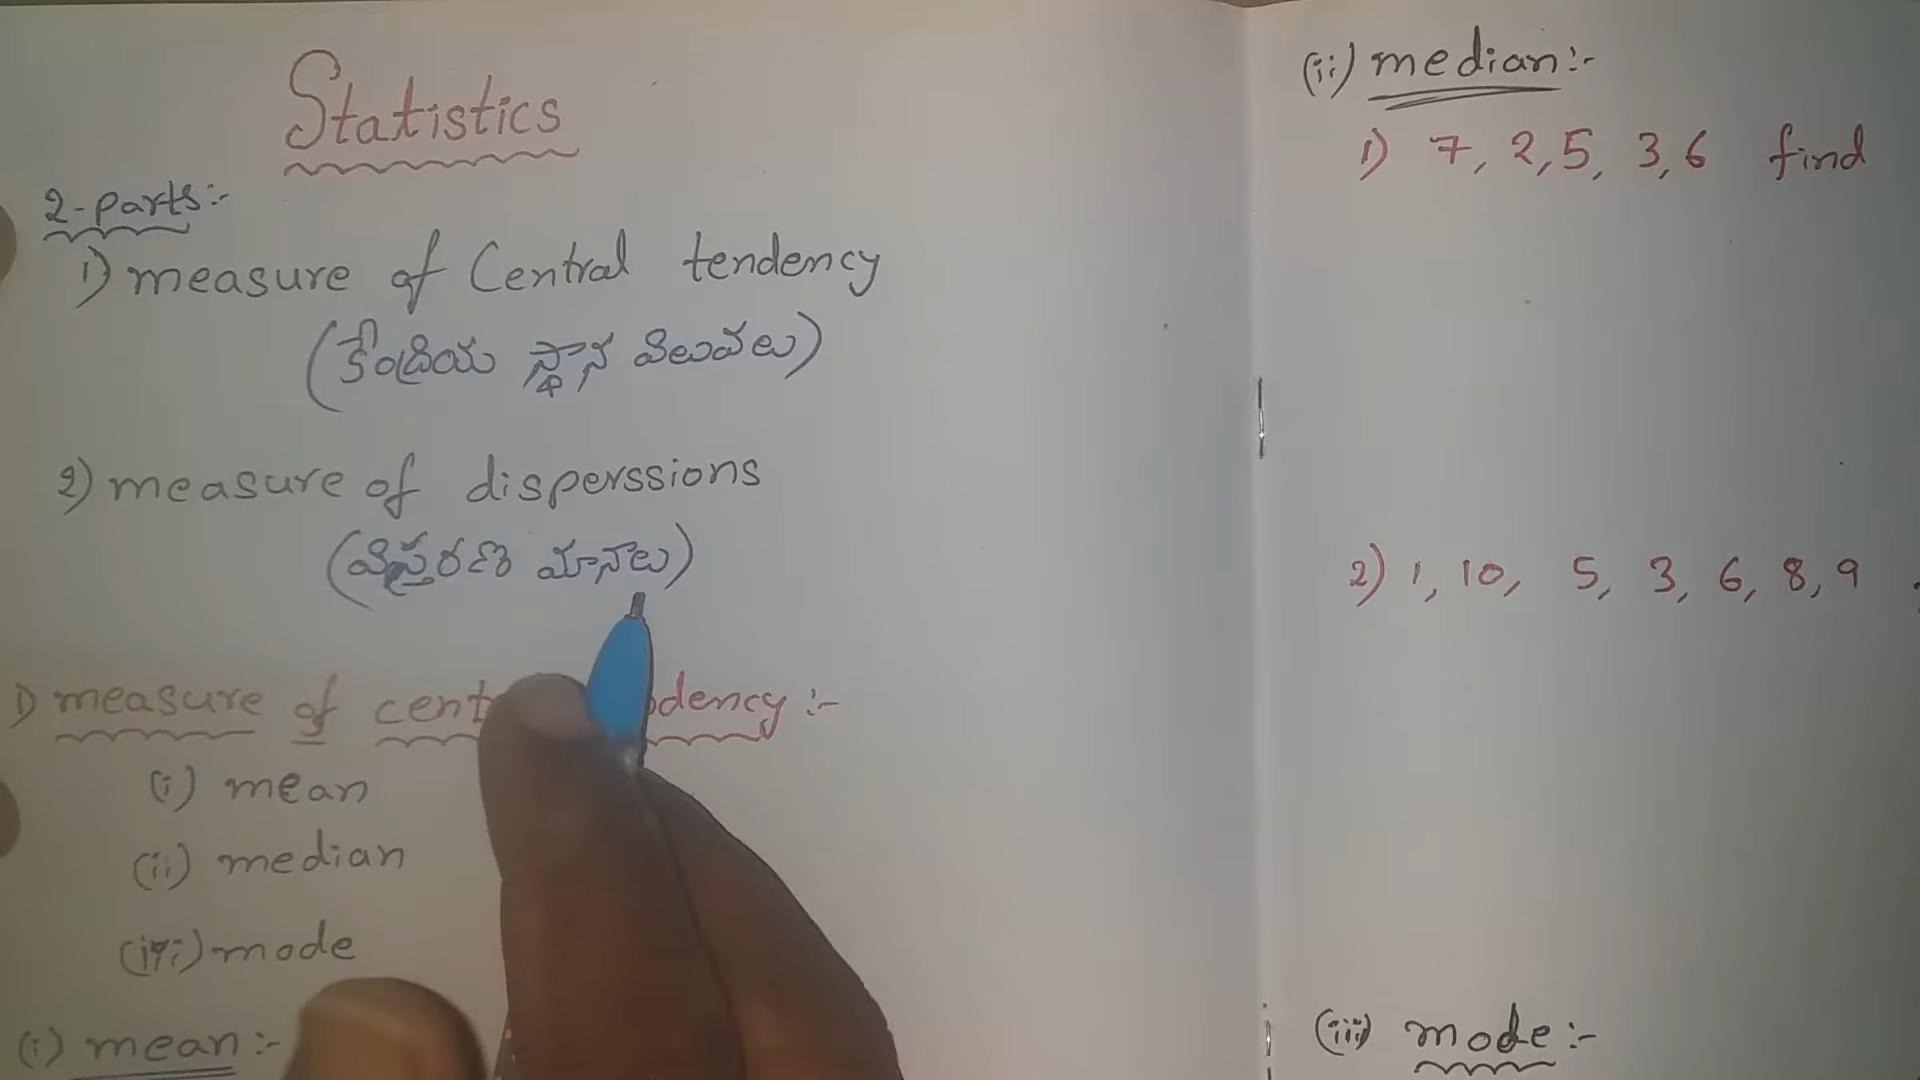 Statistics
2-parts:-
1) measure of Central tendency
(కేంద్రియ స్థాన విలువలు)
2) measure of disperssions
(విస్తరణ మానాలు)
1) measure of dency :-
(i) mean
(ii) median
(iii) mode
(i) mean :-
(ii) median :-
1) 7, 2, 5, 3, 6 find
2) 1, 10, 5, 3, 6, 8, 9
(iii) mode :-